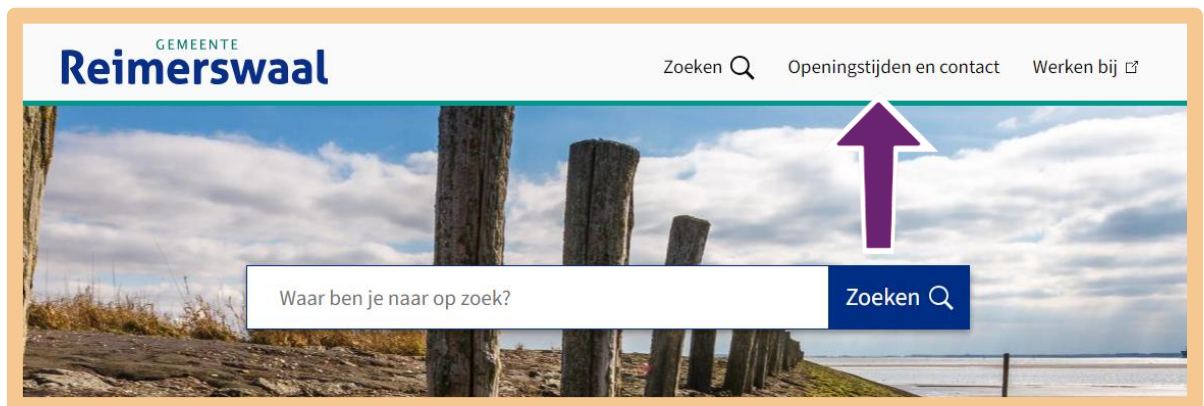 GEMEENTE
Reimerswaal
Zoeken
Openingstijden en contact
Werken bij
Waar ben je naar op zoek?
Zoeken